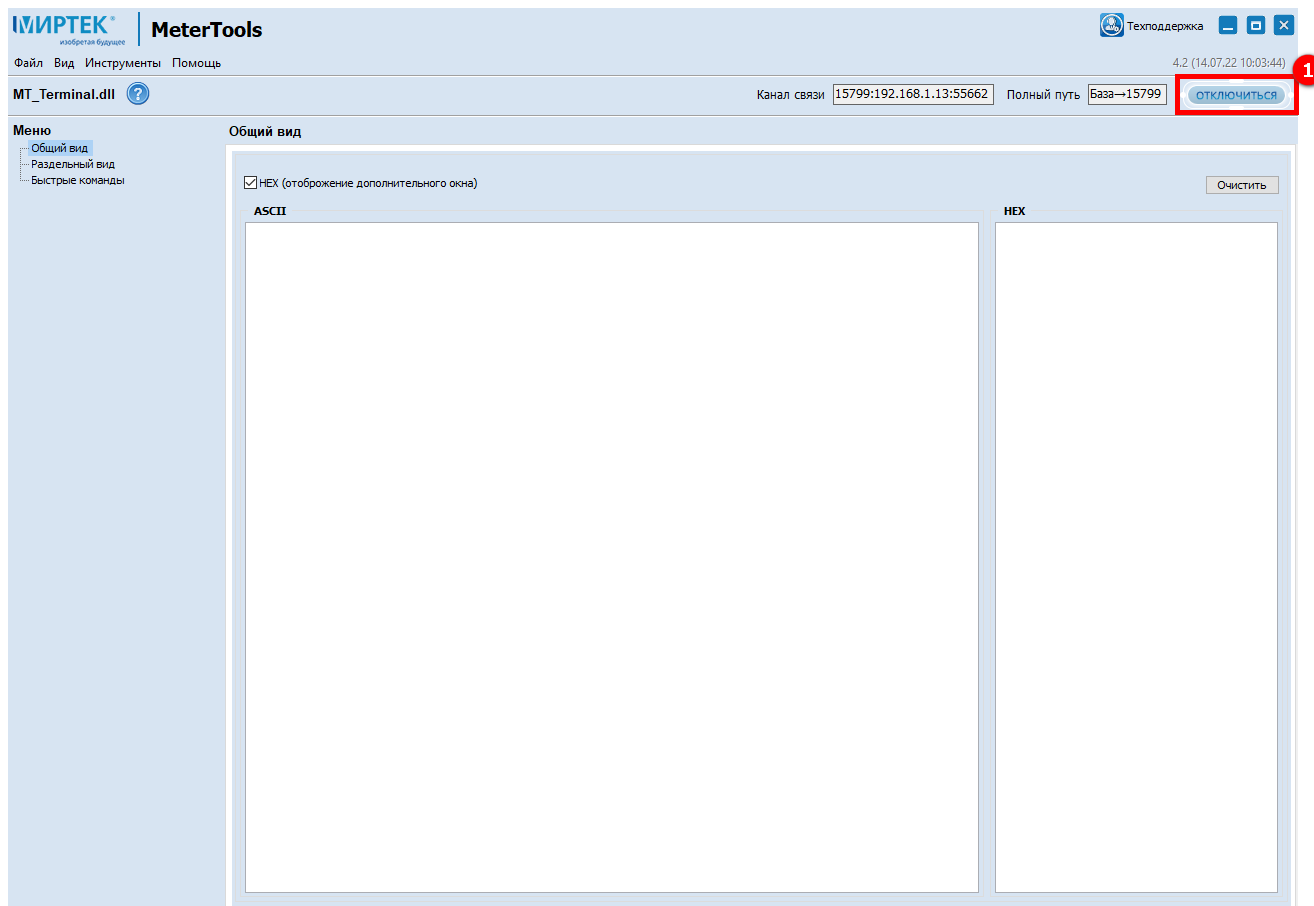 МИРТЕК®
изобретая будущее
MeterTools
Техподдержка
Файл Вид Инструменты Помощь
4.2 (14.07.22 10:03:44)
1
MT_Terminal.dll ?
Канал связи 15799:192.168.1.13:55662 Полный путь База→15799 ОТКЛЮЧИТЬСЯ
Меню
Общий вид
Раздельный вид
Быстрые команды
Общий вид
HEX (отоброжение дополнительного окна)
Очистить
ASCII
HEX